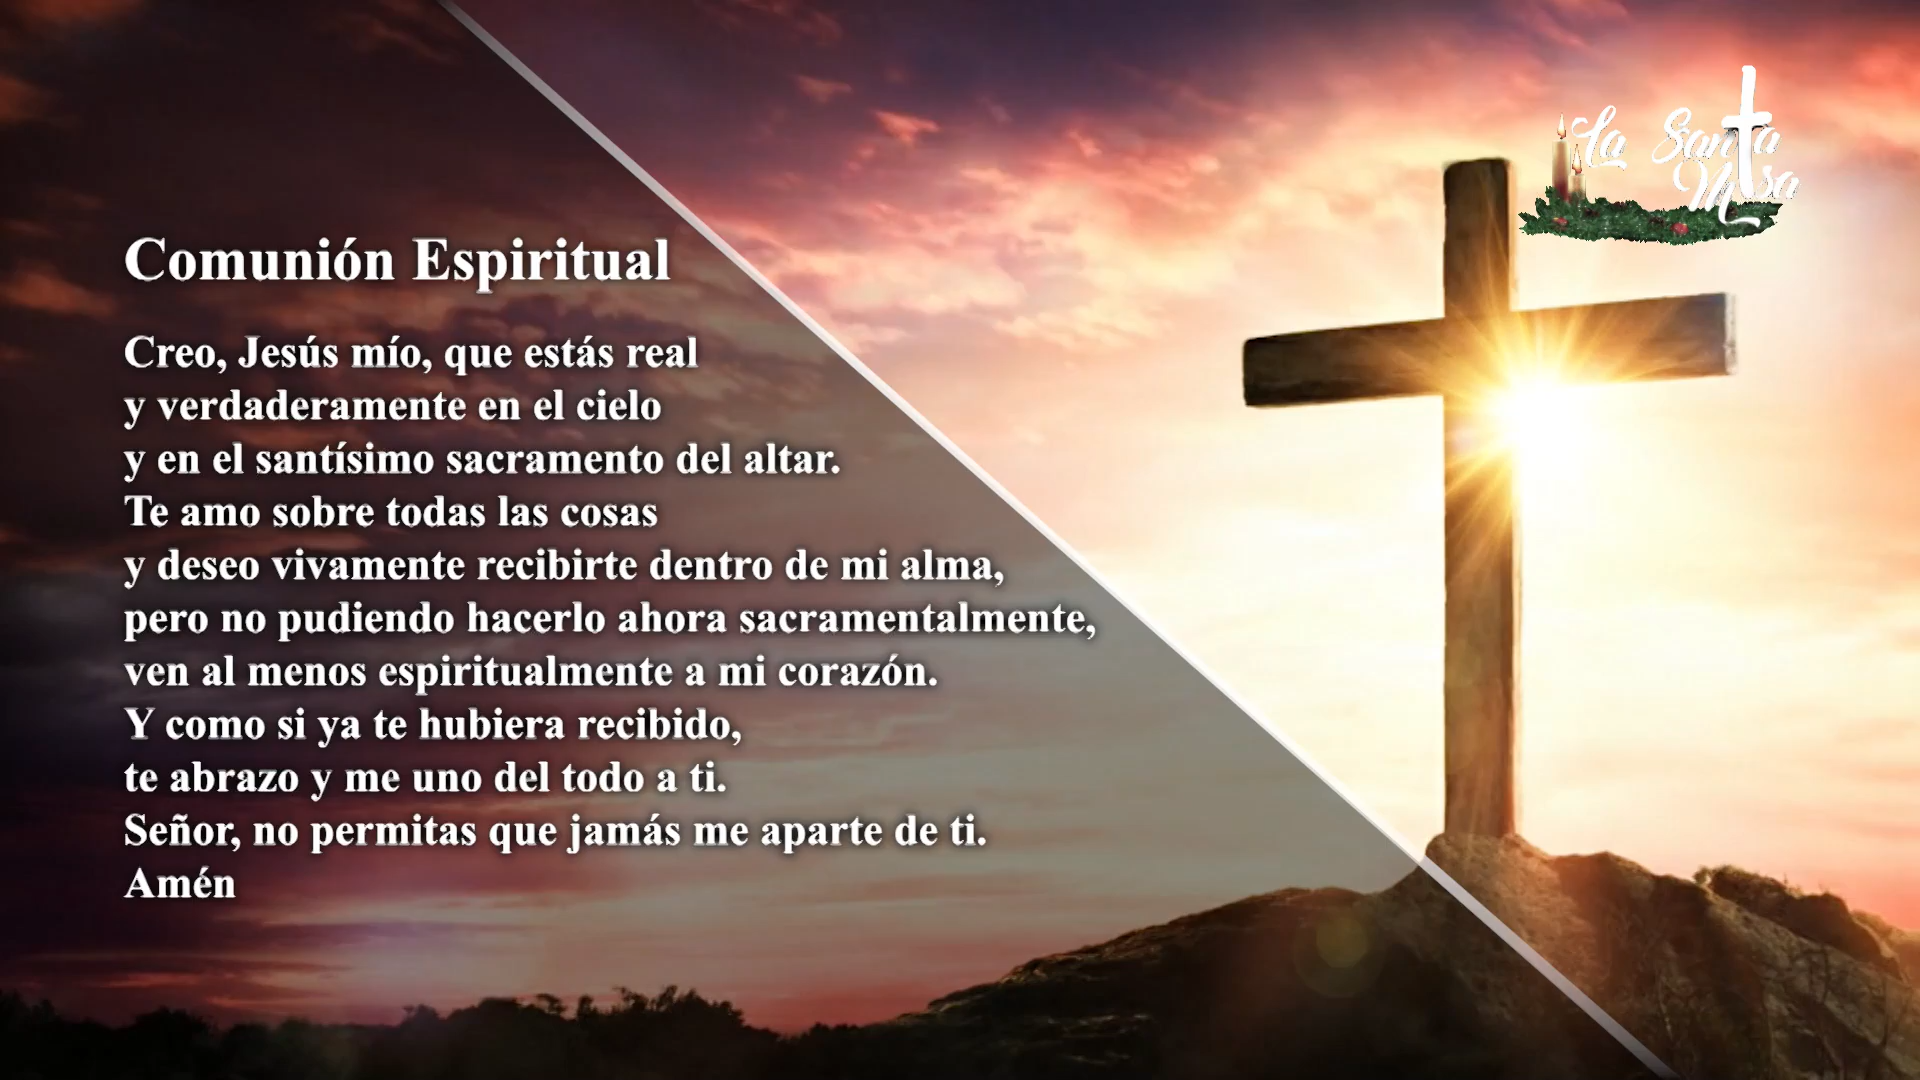 La Santa
Misa
Comunión Espiritual
Creo, Jesús mío, que estás real
y verdaderamente en el cielo
y en el santísimo sacramento del altar.
Te amo sobre todas las cosas
y deseo vivamente recibirte dentro de mi alma,
pero no pudiendo hacerlo ahora sacramentalmente,
ven al menos espiritualmente a mi corazón.
Y como si ya te hubiera recibido,
te abrazo y me uno del todo a ti.
Señor, no permitas que jamás me aparte de ti.
Amén